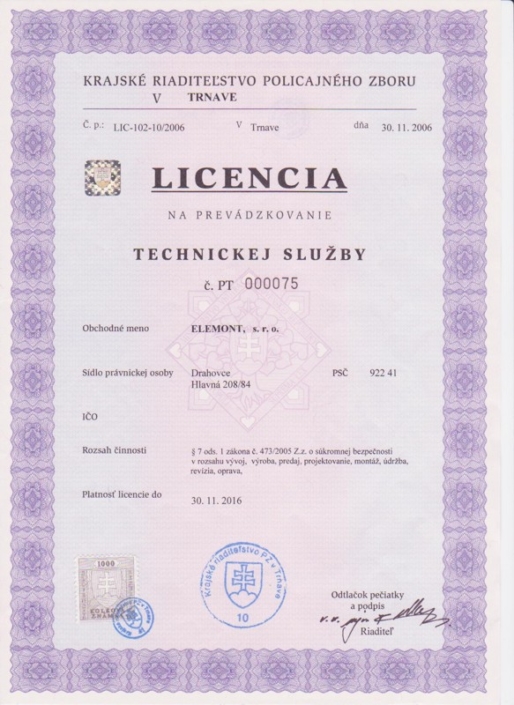 KRAJSKÉ RIADITEĽSTVO POLICAJNÉHO ZBORU
V TRNAVE
Č. p.: LIC-102-10/2006 V Trnave dňa 30. 11. 2006
LICENCIA
NA PREVÁDZKOVANIE
TECHNICKEJ SLUŽBY
č. PT 000075
Obchodné meno ELEMONT, s. r. o.
Sídlo právnickej osoby Drahovce PSČ 922 41
Hlavná 208/84
IČO
Rozsah činnosti § 7 ods. 1 zákona č. 473/2005 Z.z. o súkromnej bezpečnosti
v rozsahu vývoj, výroba, predaj, projektovanie, montáž, údržba,
revízia, oprava,
Platnosť licencie do 30. 11. 2016
1000
KOLKOVÁ
ZNÁMKA
Krajské riaditeľstvo PZ v Trnave
10
Odtlačok pečiatky
a podpis
Riaditeľ